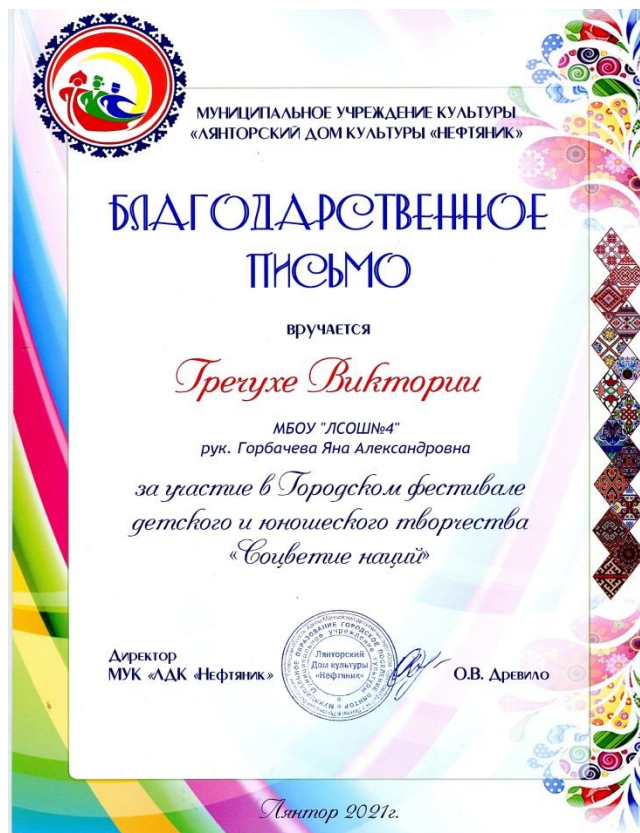 МУНИЦИПАЛЬНОЕ УЧРЕЖДЕНИЕ КУЛЬТУРЫ
«ЛЯНТОРСКИЙ ДОМ КУЛЬТУРЫ «НЕФТЯНИК»
БЛАГОДАРСТВЕННОЕ
ПИСЬМО
ВРУЧАЕТСЯ
Гречухе Виктории
МБОУ "ЛСОШ№4"
рук. Горбачева Яна Александровна
за участие в Городском фестивале
детского и юношеского творчества
«Соцветие наций»
Директор
МУК «ЛДК «Нефтяник»
Лянторский
Дом культуры
«Нефтяник»
О.В. Древило
Лянтор 2021г.